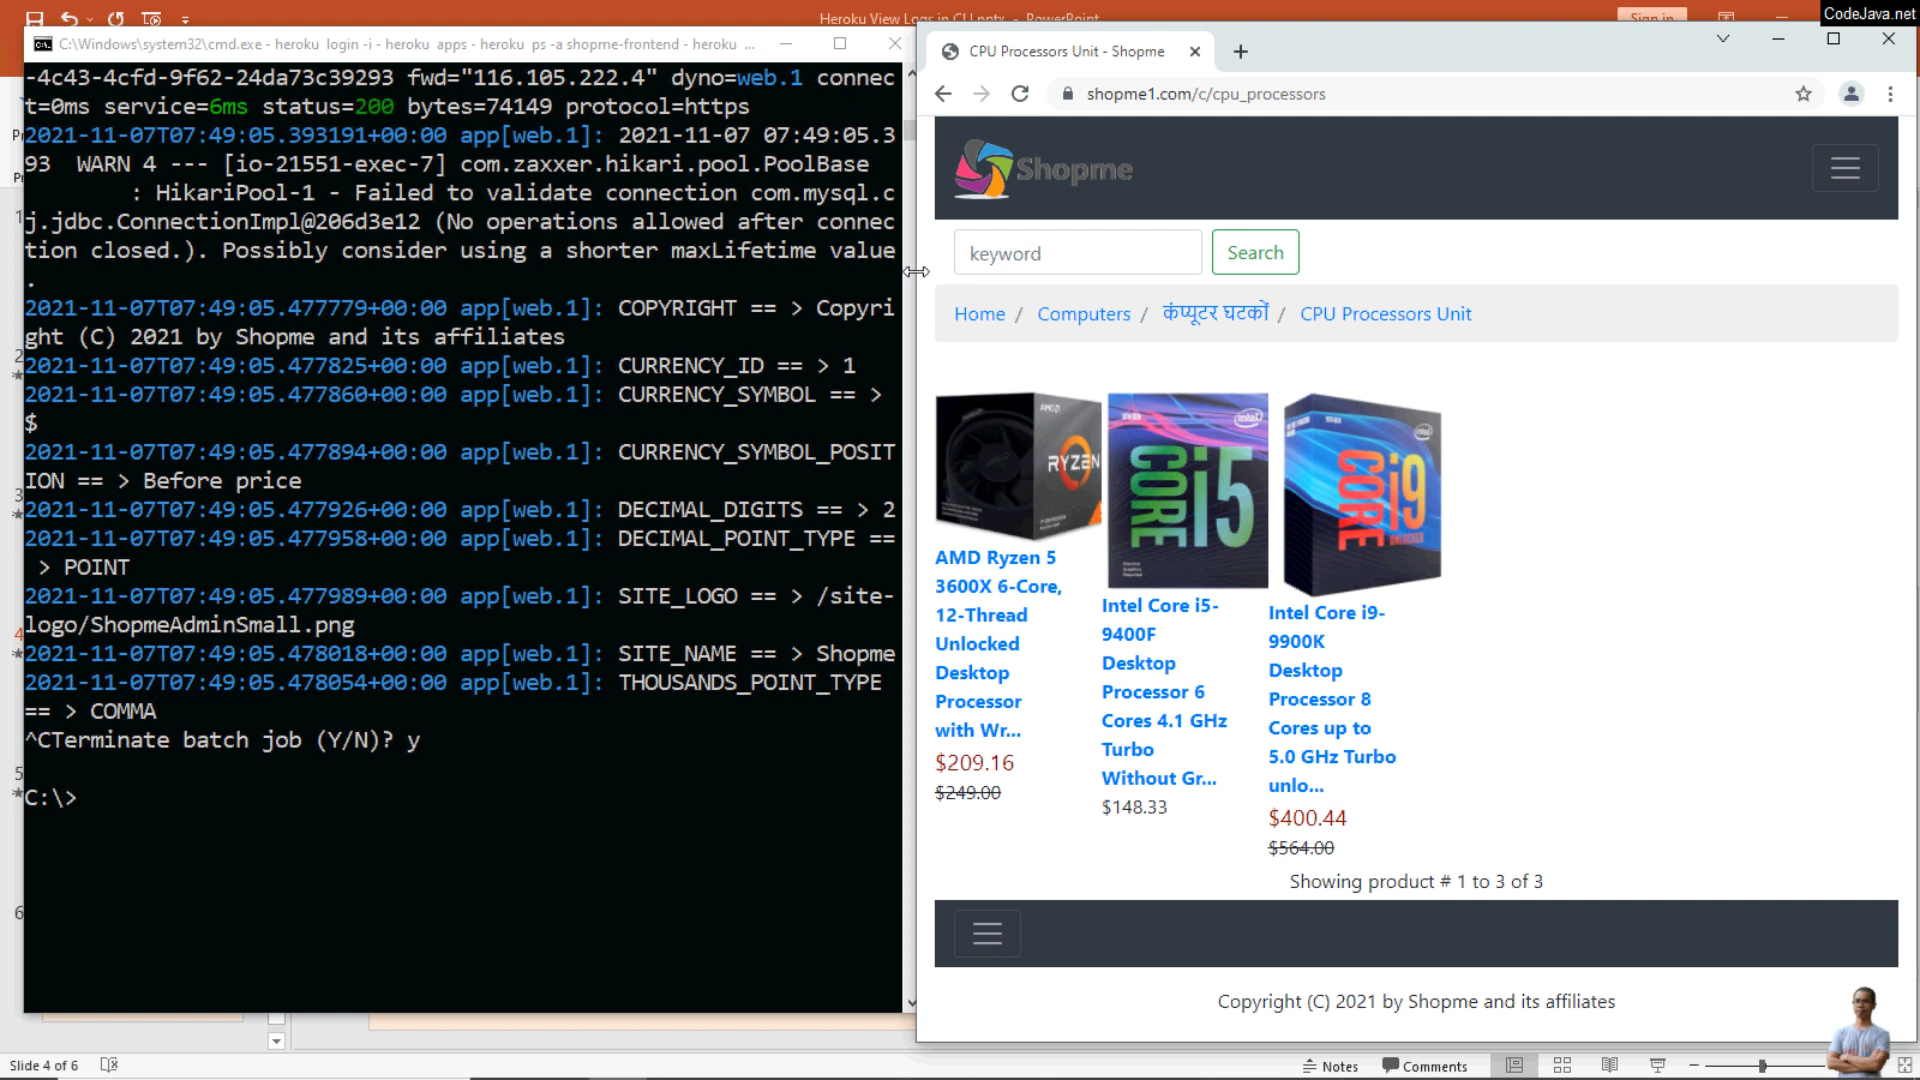 Heroku View Logs in CLI.pptx - PowerPoint
Sign in
CodeJava.net
C:\Windows\system32\cmd.exe - heroku login -i - heroku apps - heroku ps -a shopme-frontend - heroku ...
-4c43-4cfd-9f62-24da73c39293 fwd="116.105.222.4" dyno=web.1 connec
t=0ms service=6ms status=200 bytes=74149 protocol=https
2021-11-07T07:49:05.393191+00:00 app[web.1]: 2021-11-07 07:49:05.3
93  WARN 4 --- [io-21551-exec-7] com.zaxxer.hikari.pool.PoolBase
: HikariPool-1 - Failed to validate connection com.mysql.c
j.jdbc.ConnectionImpl@206d3e12 (No operations allowed after connec
tion closed.). Possibly consider using a shorter maxLifetime value
.
2021-11-07T07:49:05.477779+00:00 app[web.1]: COPYRIGHT == > Copyri
ght (C) 2021 by Shopme and its affiliates
2021-11-07T07:49:05.477825+00:00 app[web.1]: CURRENCY_ID == > 1
2021-11-07T07:49:05.477860+00:00 app[web.1]: CURRENCY_SYMBOL == >
$
2021-11-07T07:49:05.477894+00:00 app[web.1]: CURRENCY_SYMBOL_POSIT
ION == > Before price
2021-11-07T07:49:05.477926+00:00 app[web.1]: DECIMAL_DIGITS == > 2
2021-11-07T07:49:05.477958+00:00 app[web.1]: DECIMAL_POINT_TYPE ==
> POINT
2021-11-07T07:49:05.477989+00:00 app[web.1]: SITE_LOGO == > /site-
logo/ShopmeAdminSmall.png
2021-11-07T07:49:05.478018+00:00 app[web.1]: SITE_NAME == > Shopme
2021-11-07T07:49:05.478054+00:00 app[web.1]: THOUSANDS_POINT_TYPE
== > COMMA
^CTerminate batch job (Y/N)? y
C:\>
1
2
3
4
5
6
CPU Processors Unit - Shopme
shopme1.com/c/cpu_processors
Shopme
keyword
Search
Home / Computers / कंप्यूटर घटकों / CPU Processors Unit
AMD
RYZEN
AMD Ryzen 5
3600X 6-Core,
12-Thread
Unlocked
Desktop
Processor
with Wr...
$209.16
$249.00
intel
CORE i5
Intel Core i5-
9400F
Desktop
Processor 6
Cores 4.1 GHz
Turbo
Without Gr...
$148.33
intel
CORE i9
UNLOCKED
Intel Core i9-
9900K
Desktop
Processor 8
Cores up to
5.0 GHz Turbo
unlo...
$400.44
$564.00
Showing product # 1 to 3 of 3
Copyright (C) 2021 by Shopme and its affiliates
Slide 4 of 6
Notes
Comments